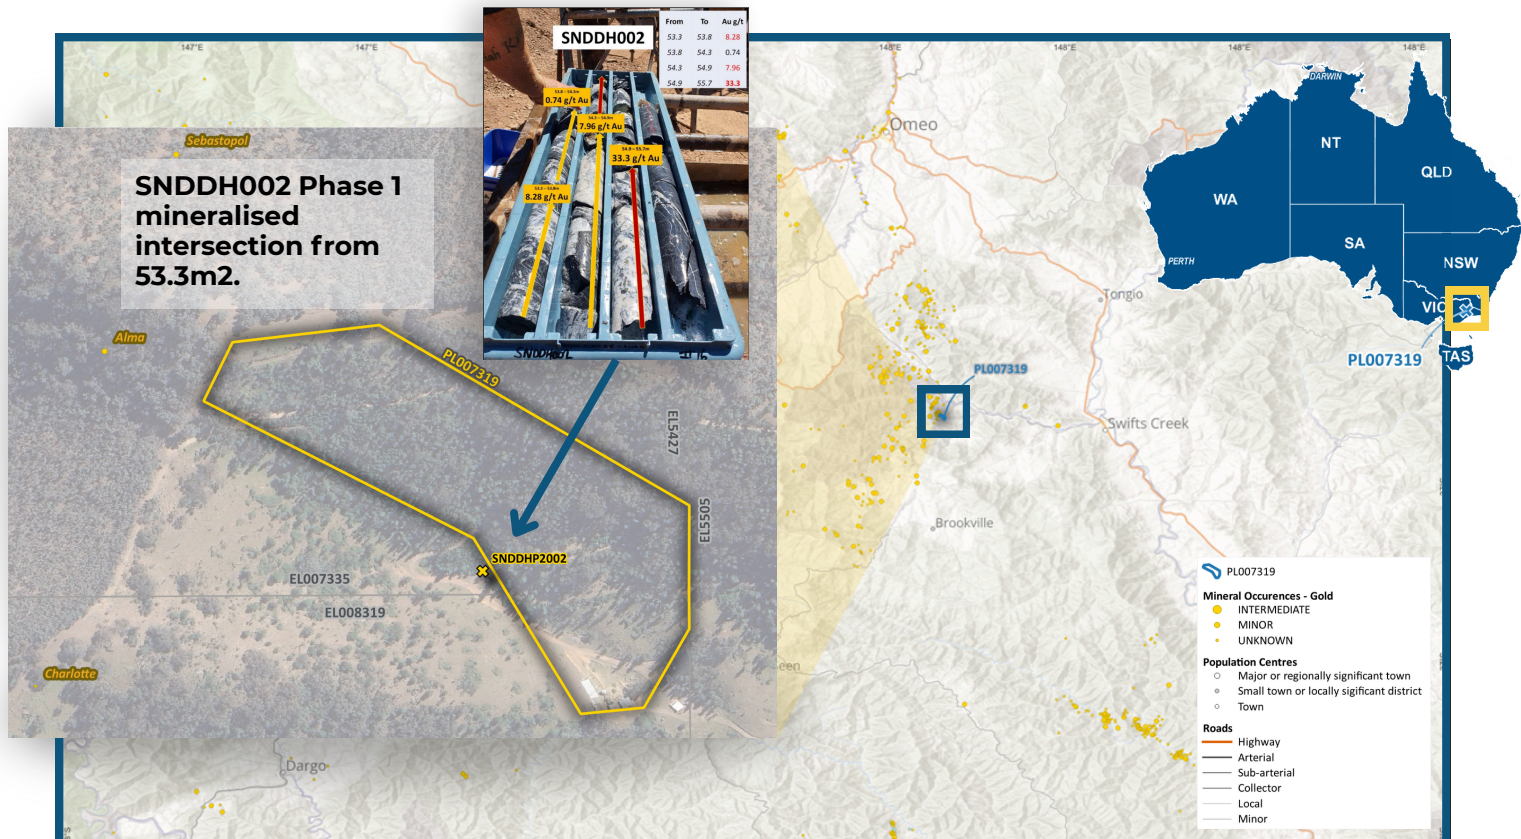 147°E
147°E
148°E
148°E
148°E
148°E
SNDDH002
From To Au g/t
53.3 53.8 8.28
53.8 54.3 0.74
54.3 54.9 7.96
54.9 55.7 33.3
0.74 g/t Au
7.96 g/t Au
33.3 g/t Au
8.28 g/t Au
SNDDH002
Sebastopol
SNDDH002 Phase 1
mineralised
intersection from
53.3m2.
Alma
PL007319
EL5427
EL5505
SNDDHP2002
EL007335
EL008319
Charlotte
Dargo
Omeo
Tongio
PL007319
Swifts Creek
Brookville
een
DARWIN
NT
QLD
WA
SA
PERTH
NSW
VIC
PL007319
TAS
PL007319
Mineral Occurences - Gold
INTERMEDIATE
MINOR
UNKNOWN
Population Centres
Major or regionally significant town
Small town or locally sigificant district
Town
Roads
Highway
Arterial
Sub-arterial
Collector
Local
Minor